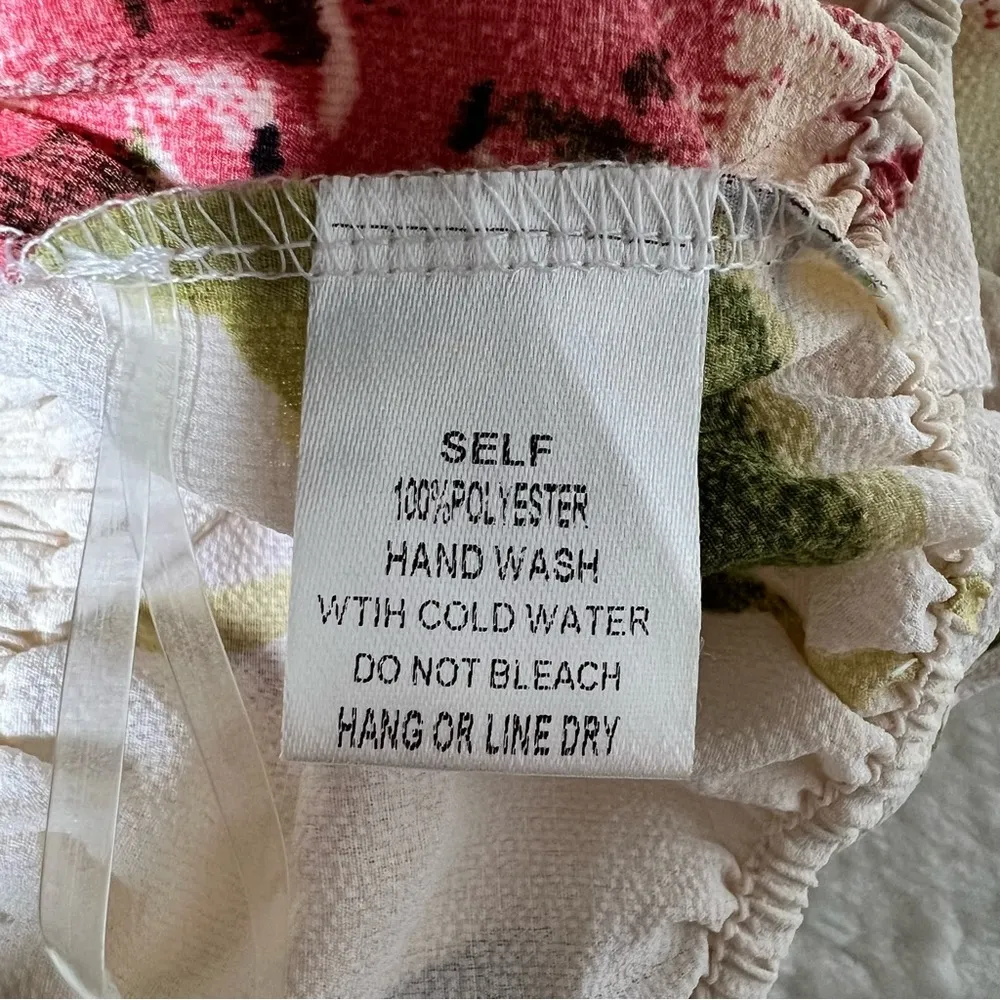 SELF
100%POLYESTER
HAND WASH
WTIH COLD WATER
DO NOT BLEACH
HANG OR LINE DRY